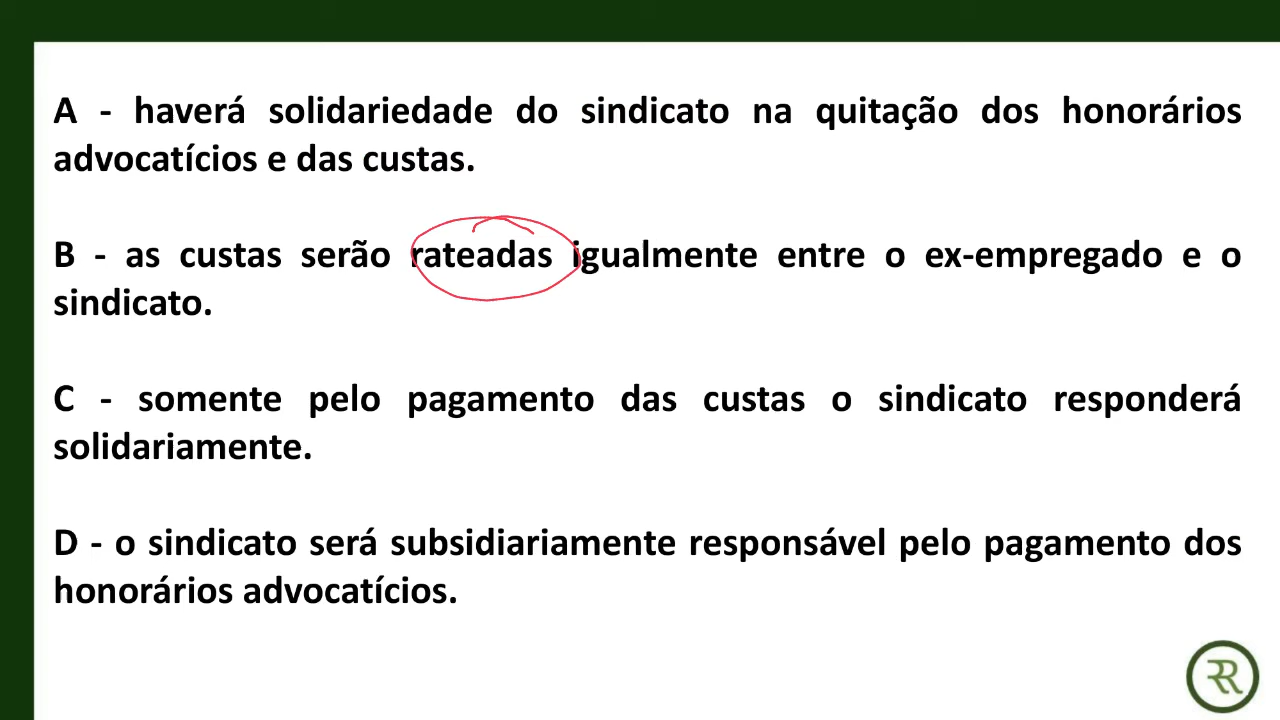 A - haverá solidariedade do sindicato na quitação dos honorários
advocatícios e das custas.
B - as custas serão rateadas igualmente entre o ex-empregado e o
sindicato.
C - somente pelo pagamento das custas o sindicato responderá
solidariamente.
D - o sindicato será subsidiariamente responsável pelo pagamento dos
honorários advocatícios.